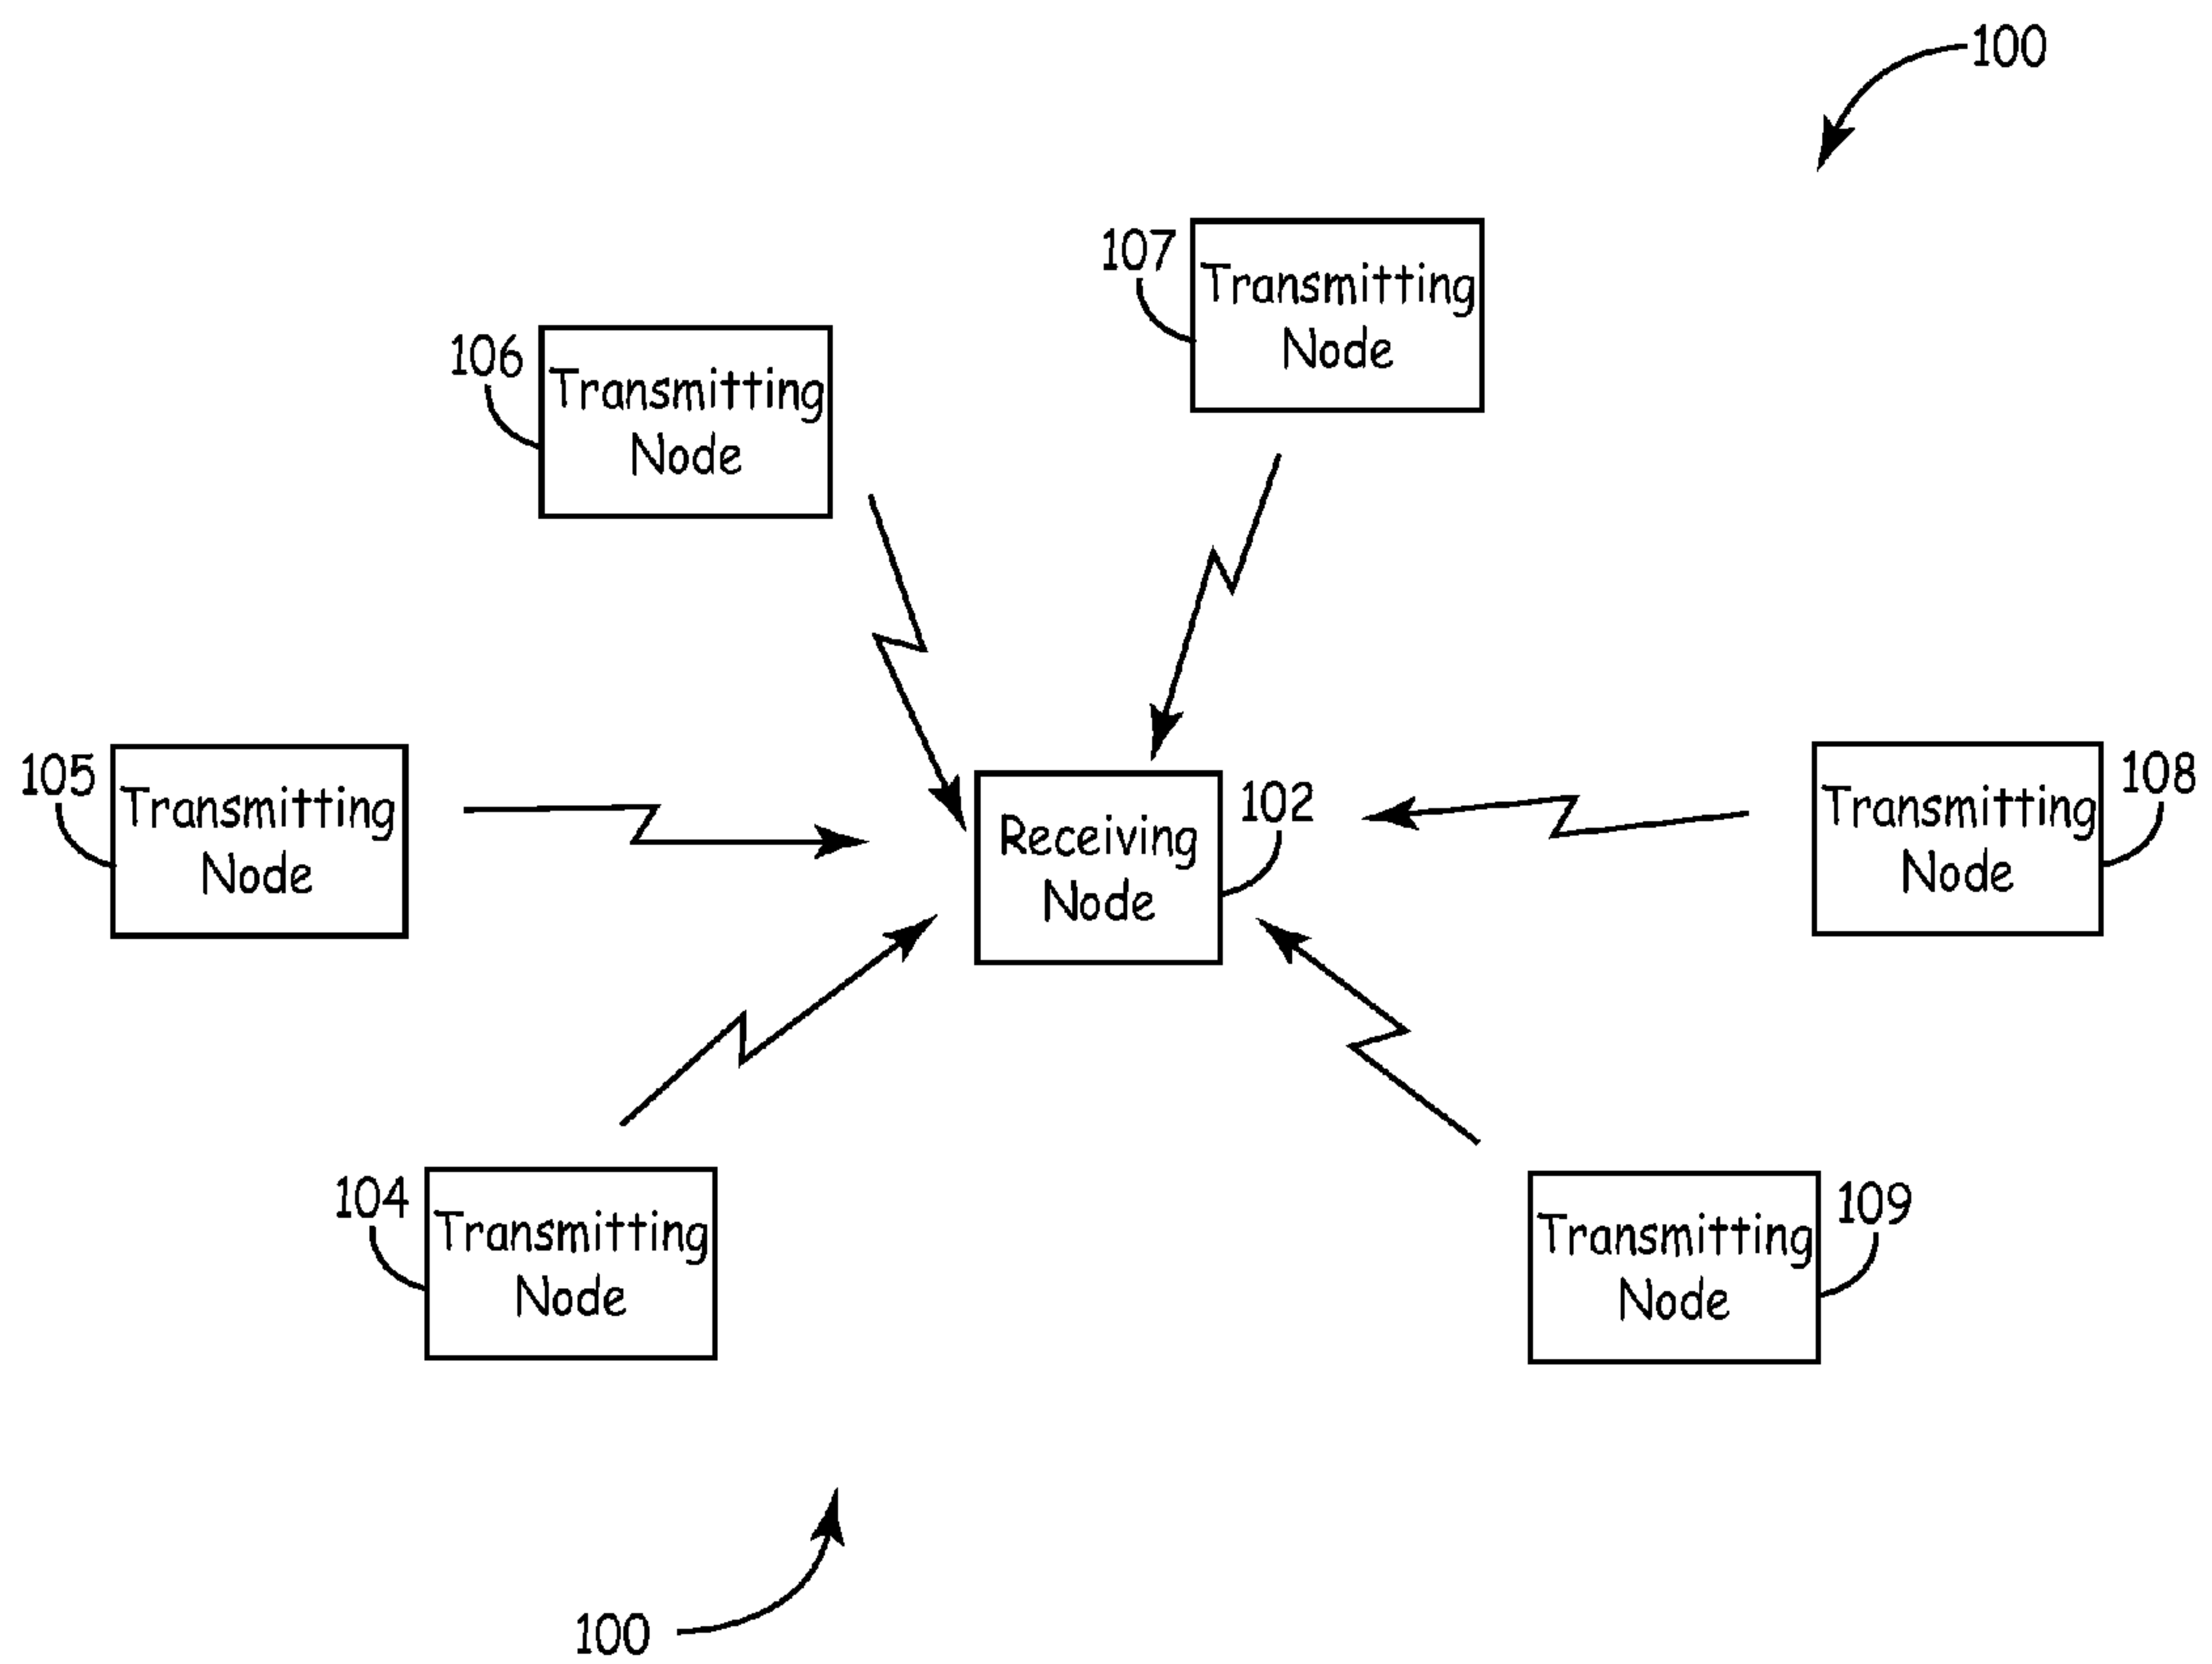 100
107
Transmitting
Node
106
Transmitting
Node
105
Transmitting
Node
Receiving
Node
102
Transmitting
Node
108
104
Transmitting
Node
Transmitting
Node
109
100